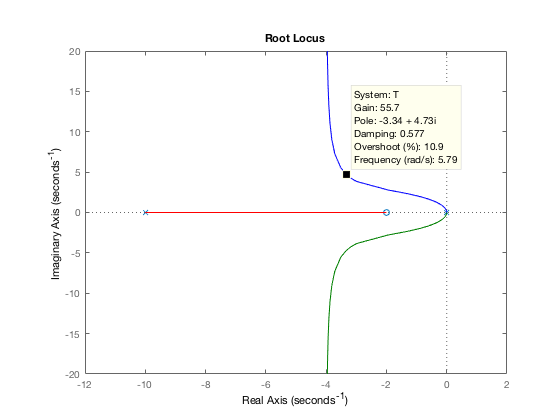 Root Locus
20
15
10
5
0
-5
-10
-15
-20
Imaginary Axis (seconds⁻¹)
System: T
Gain: 55.7
Pole: -3.34 + 4.73i
Damping: 0.577
Overshoot (%): 10.9
Frequency (rad/s): 5.79
-12 -10 -8 -6 -4 -2 0 2
Real Axis (seconds⁻¹)